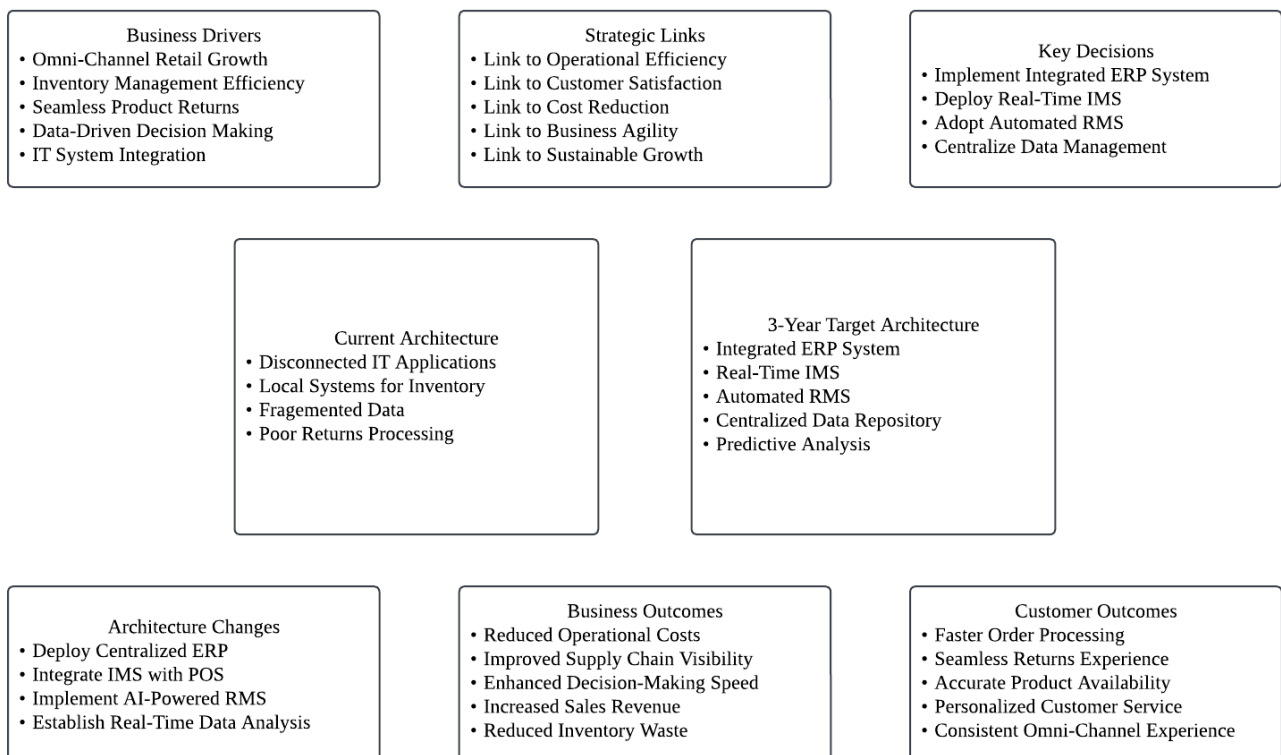 Business Drivers
• Omni-Channel Retail Growth
• Inventory Management Efficiency
• Seamless Product Returns
• Data-Driven Decision Making
• IT System Integration
Strategic Links
• Link to Operational Efficiency
• Link to Customer Satisfaction
• Link to Cost Reduction
• Link to Business Agility
• Link to Sustainable Growth
Key Decisions
• Implement Integrated ERP System
• Deploy Real-Time IMS
• Adopt Automated RMS
• Centralize Data Management
Current Architecture
• Disconnected IT Applications
• Local Systems for Inventory
• Fragemented Data
• Poor Returns Processing
3-Year Target Architecture
• Integrated ERP System
• Real-Time IMS
• Automated RMS
• Centralized Data Repository
• Predictive Analysis
Architecture Changes
• Deploy Centralized ERP
• Integrate IMS with POS
• Implement AI-Powered RMS
• Establish Real-Time Data Analysis
Business Outcomes
• Reduced Operational Costs
• Improved Supply Chain Visibility
• Enhanced Decision-Making Speed
• Increased Sales Revenue
• Reduced Inventory Waste
Customer Outcomes
• Faster Order Processing
• Seamless Returns Experience
• Accurate Product Availability
• Personalized Customer Service
• Consistent Omni-Channel Experience